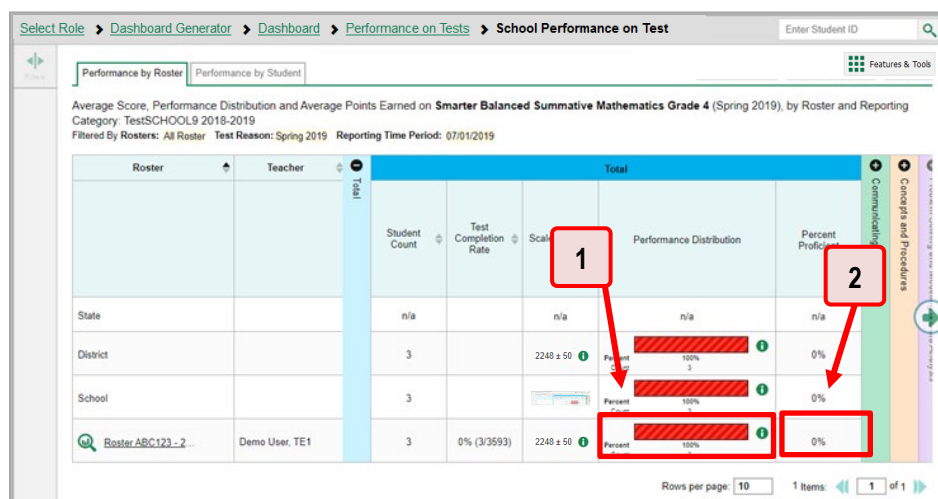 Select Role > Dashboard Generator > Dashboard > Performance on Tests > School Performance on Test
Enter Student ID
Features & Tools
Performance by Roster Performance by Student
Average Score, Performance Distribution and Average Points Earned on Smarter Balanced Summative Mathematics Grade 4 (Spring 2019), by Roster and Reporting
Category: TestSCHOOL9 2018-2019
Filtered By Rosters: All Roster Test Reason: Spring 2019 Reporting Time Period: 07/01/2019
Roster Teacher Total Total Communicating Concepts and Procedures
Student Count Test Completion Rate Scale Performance Distribution Percent Proficient
1
2
State n/a n/a n/a n/a
District 3 2248 ± 50 Percent 100% 0%
Count 3
School 3 Percent 100% 0%
Count 3
Roster ABC123 - 2... Demo User, TE1 3 0% (3/3593) 2248 ± 50 Percent 100% 0%
Rows per page: 10 1 Items: 1 of 1